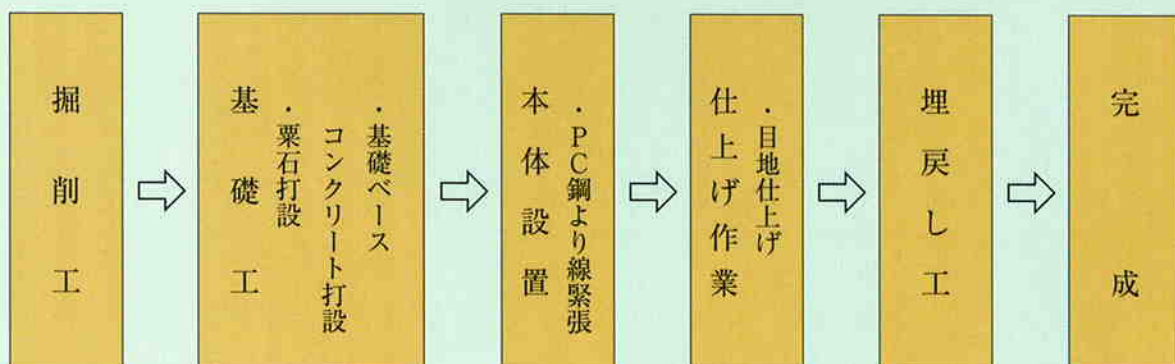 掘削工
基礎工
・粟石打設
・基礎ベース
コンクリート打設
本体設置
・PC鋼より線緊張
仕上げ作業
・目地仕上げ
埋戻し工
完成